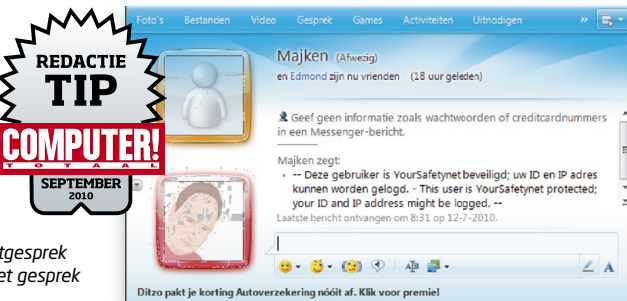 REDACTIE
TIP
COMPUTER!
TOTAAL
SEPTEMBER
2010
tgesprek
et gesprek
Foto's Bestanden Video Gesprek Games Activiteiten Uitnodigen »
Majken (Afwezig)
en Edmond zijn nu vrienden (18 uur geleden)
Geef geen informatie zoals wachtwoorden of creditcardnummers
in een Messenger-bericht.
Majken zegt:
-- Deze gebruiker is YourSafetynet beveiligd; uw ID en IP adres
kunnen worden gelogd. - This user is YourSafetynet protected;
your ID and IP address might be logged. --
Laatste bericht ontvangen om 8:31 op 12-7-2010.
AB A
Ditzo pakt je korting Autoverzekering nóóit af. Klik voor premie!